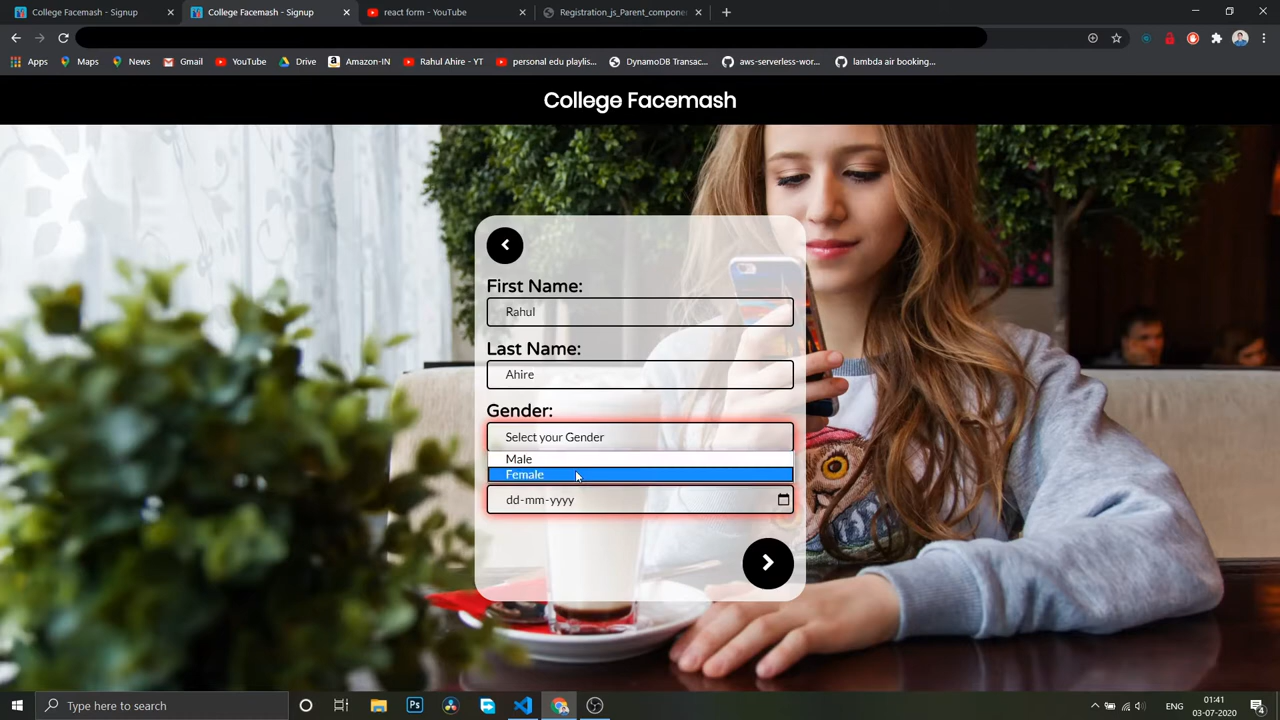 College Facemash - Signup
College Facemash - Signup
react form - YouTube
Registration_js_Parent_compone
Apps
Maps
News
Gmail
YouTube
Drive
Amazon-IN
Rahul Ahire - YT
personal edu playlis...
DynamoDB Transac...
aws-serverless-wor...
lambda air booking...
College Facemash
First Name:
Rahul
Last Name:
Ahire
Gender:
Select your Gender
Male
Female
dd-mm-yyyy
Type here to search
Ps
ENG
01:41
03-07-2020
4